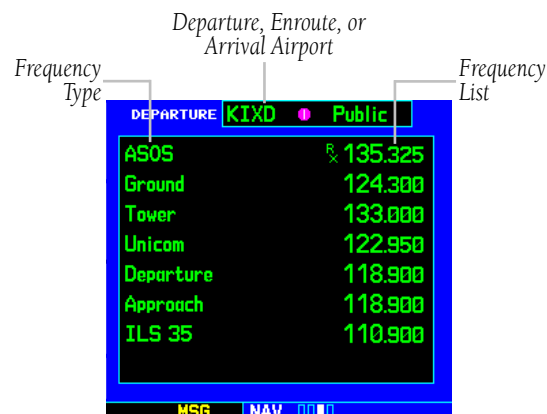 Departure, Enroute, or
Arrival Airport
Frequency
Type
Frequency
List
DEPARTURE KIXD Public
ASOS Rx 135.325
Ground 124.300
Tower 133.000
Unicom 122.950
Departure 118.900
Approach 118.900
ILS 35 110.900
MSG NAV